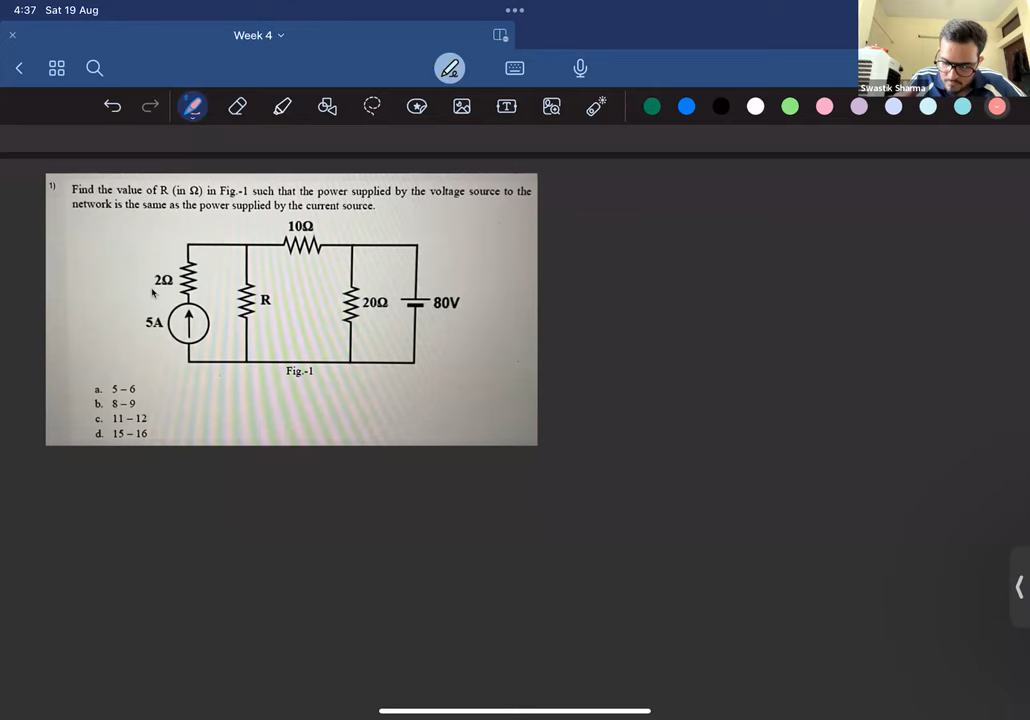 4:37 Sat 19 Aug
Week 4
Swastik Sharma
T
1) Find the value of R (in Ω) in Fig.-1 such that the power supplied by the voltage source to the
network is the same as the power supplied by the current source.
10Ω
2Ω
R
20Ω
80V
5A
Fig.-1
a. 5 – 6
b. 8 – 9
c. 11 – 12
d. 15 – 16